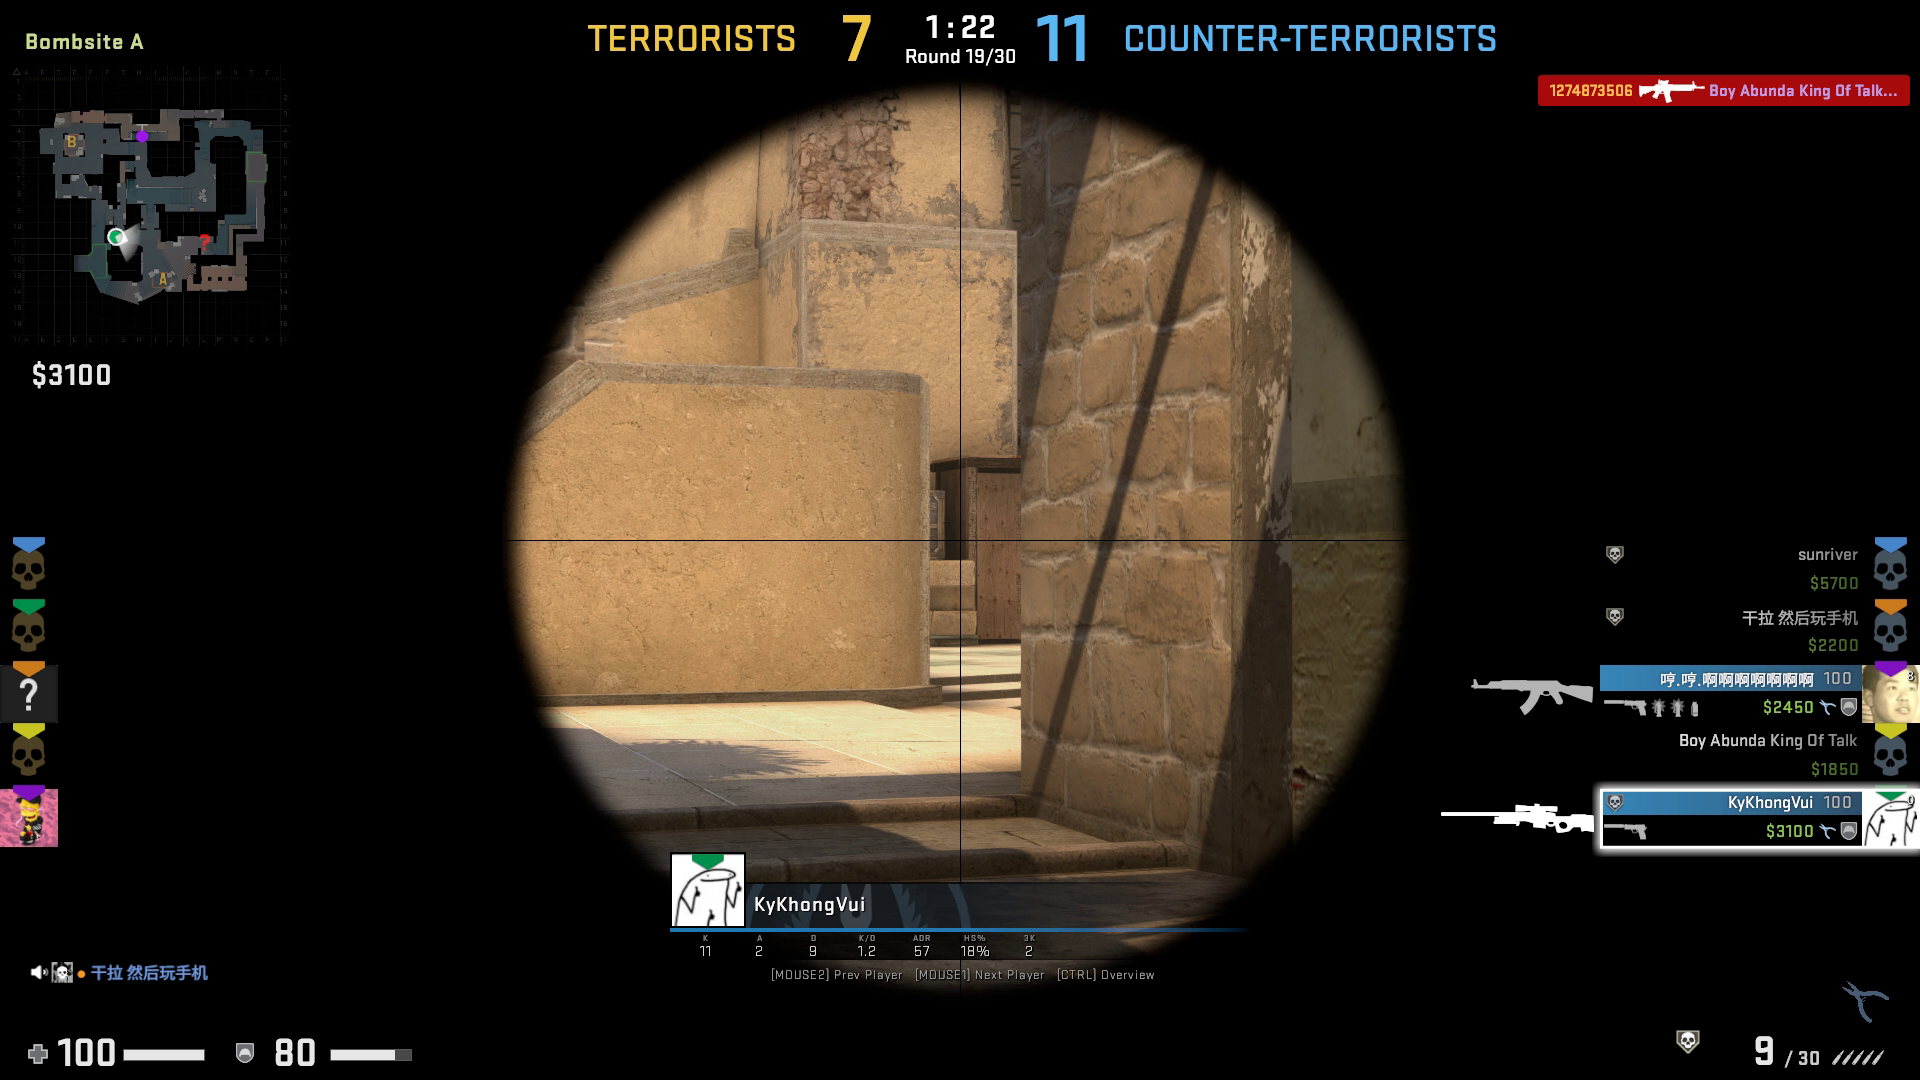 TERRORISTS 7 1:22 11 COUNTER-TERRORISTS
Round 19/30
Bombsite A
1274873506 Boy Abunda King Of Talk...
B
?
A
$3100
sunriver
$5700
干拉 然后玩手机
$2200
?
哼.哼.啊啊啊啊啊啊啊 100
$2450
Boy Abunda King Of Talk
$1850
KyKhongVui 100
$3100
KyKhongVui
K A D K/D ADR HS% 3K
11 2 9 1.2 57 18% 2
[MOUSE2] Prev Player [MOUSE1] Next Player [CTRL] Overview
干拉 然后玩手机
100 80
9 / 30